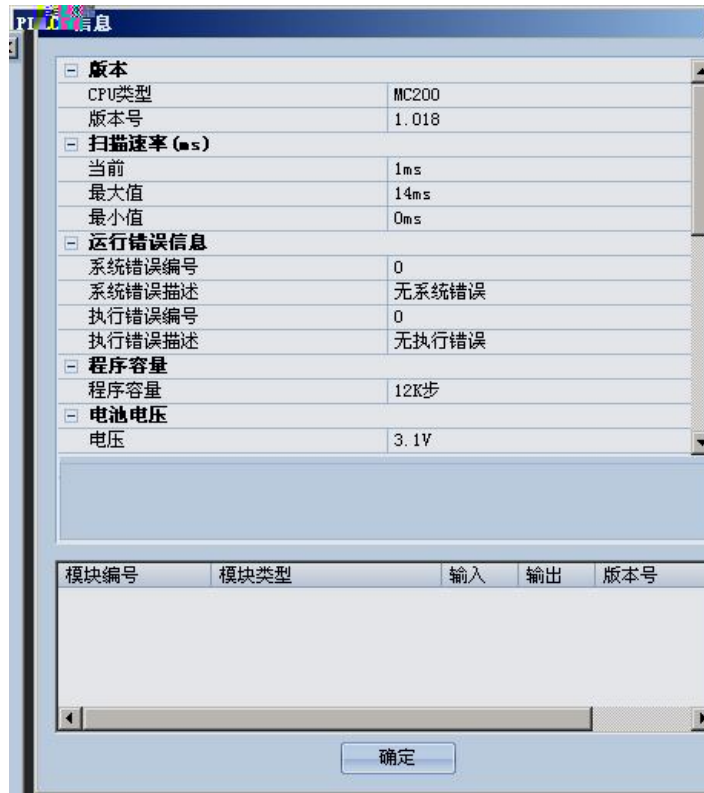 PLC信息
版本
CPU类型 MC200
版本号 1.018
扫描速率(ms)
当前 1ms
最大值 14ms
最小值 0ms
运行错误信息
系统错误编号 0
系统错误描述 无系统错误
执行错误编号 0
执行错误描述 无执行错误
程序容量
程序容量 12K步
电池电压
电压 3.1V
模块编号 模块类型 输入 输出 版本号
确定